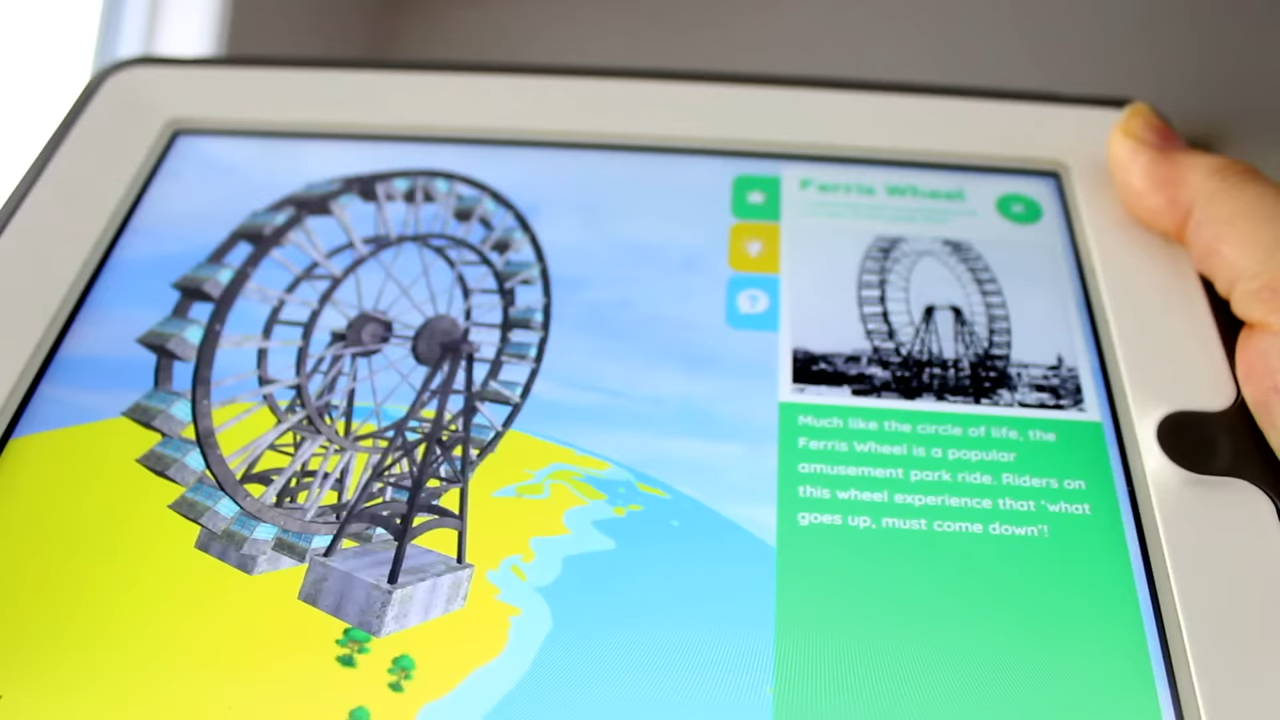 Ferris Wheel
?
Much like the circle of life, the
Ferris Wheel is a popular
amusement park ride. Riders on
this wheel experience that 'what
goes up, must come down'!